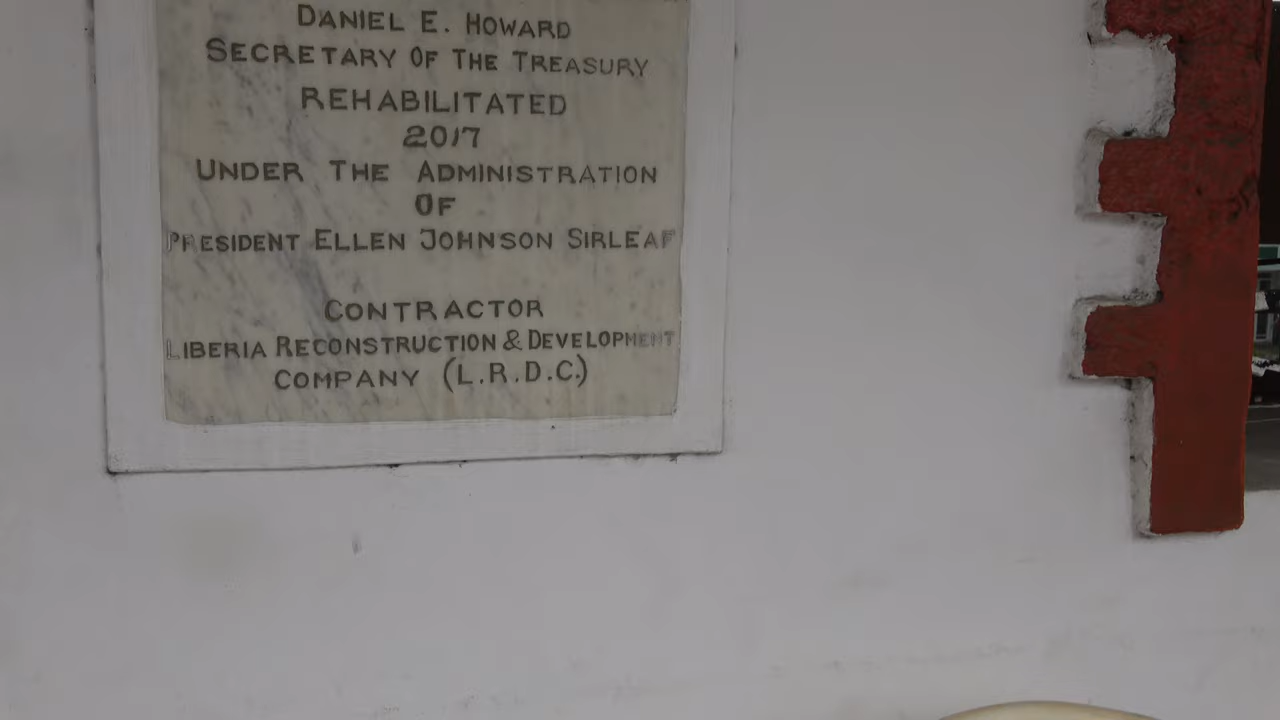 DANIEL E. HOWARD
SECRETARY OF THE TREASURY
REHABILITATED
2017
UNDER THE ADMINISTRATION
OF
PRESIDENT ELLEN JOHNSON SIRLEAF
CONTRACTOR
LIBERIA RECONSTRUCTION & DEVELOPMENT
COMPANY (L.R.D.C.)